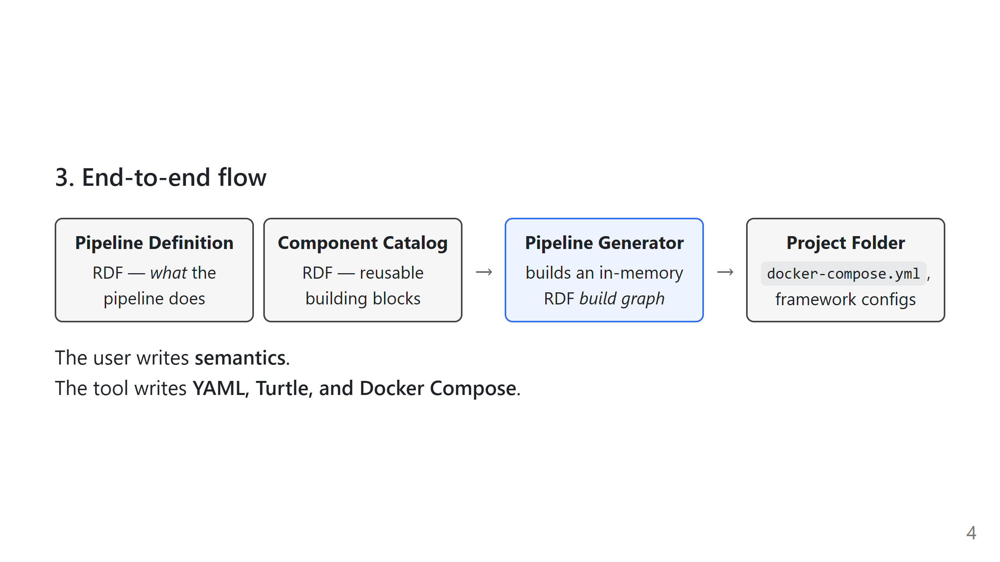 3. End-to-end flow
Pipeline Definition
RDF — what the
pipeline does
Component Catalog
RDF — reusable
building blocks
→
Pipeline Generator
builds an in-memory
RDF build graph
→
Project Folder
docker-compose.yml,
framework configs
The user writes semantics.
The tool writes YAML, Turtle, and Docker Compose.
4